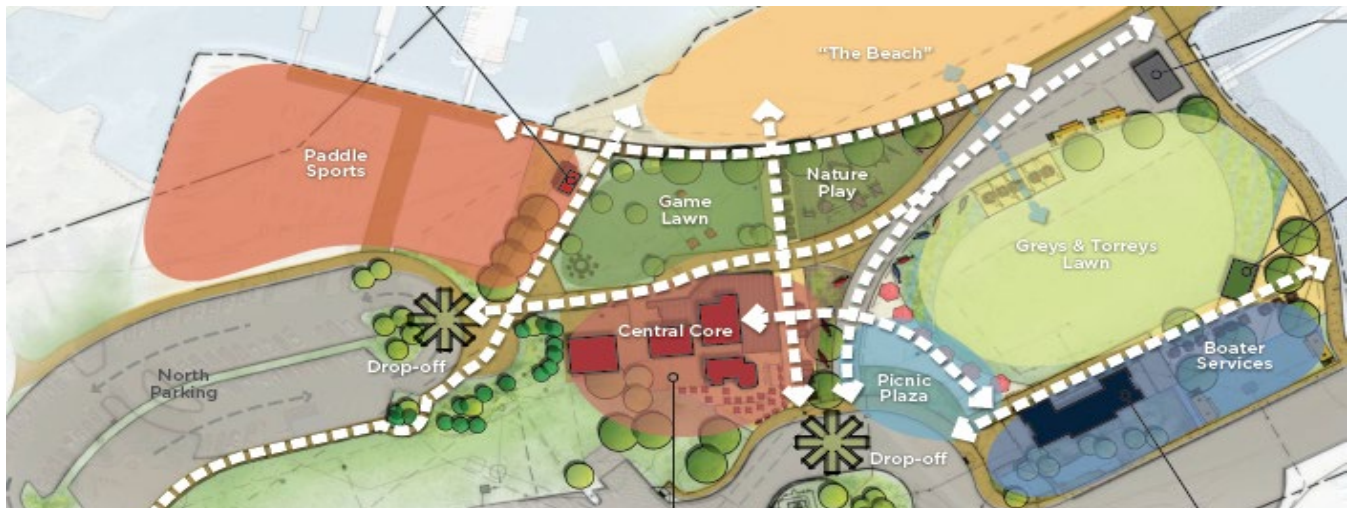 "The Beach"
Paddle
Sports
Nature
Play
Game
Lawn
Greys & Torreys
Lawn
Central Core
Boater
Services
Drop-off
North
Parking
Picnic
Plaza
Drop-off